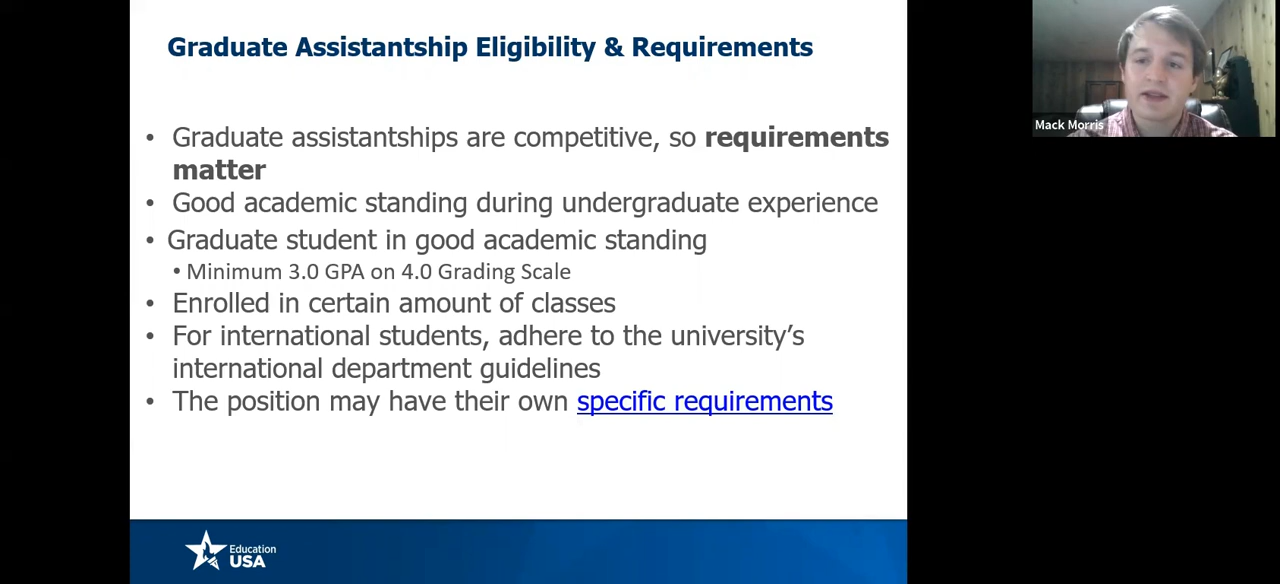 Graduate Assistantship Eligibility & Requirements
• Graduate assistantships are competitive, so requirements
matter
• Good academic standing during undergraduate experience
• Graduate student in good academic standing
• Minimum 3.0 GPA on 4.0 Grading Scale
• Enrolled in certain amount of classes
• For international students, adhere to the university’s
international department guidelines
• The position may have their own specific requirements
Education
USA
Mack Morris